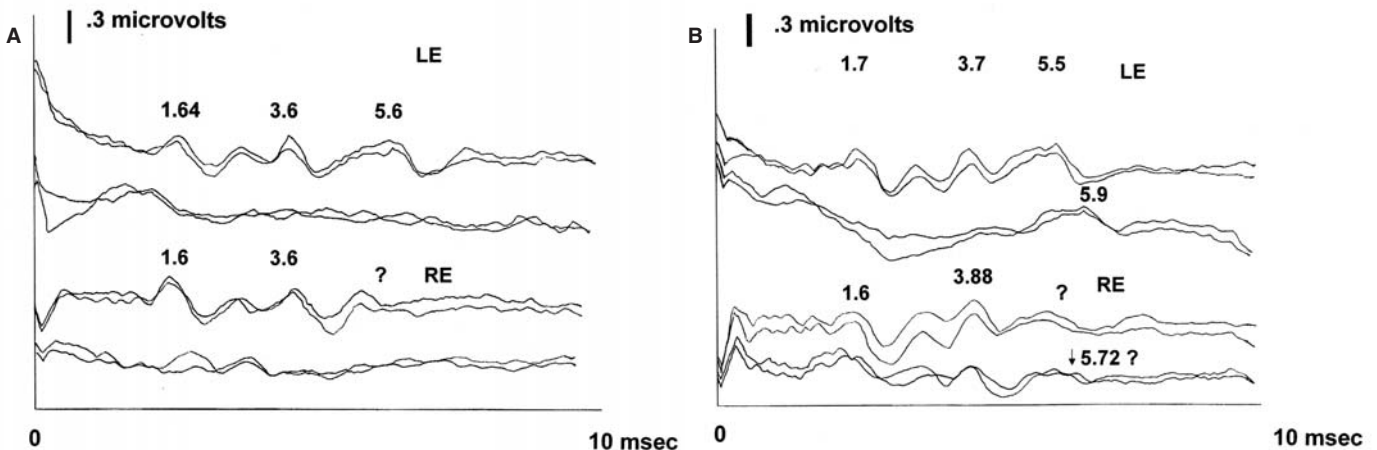 A
.3 microvolts
LE
1.64 3.6 5.6
1.6 3.6 ? RE
0 10 msec
B
.3 microvolts
1.7 3.7 5.5 LE
5.9
1.6 3.88 ? RE
↓5.72 ?
0 10 msec